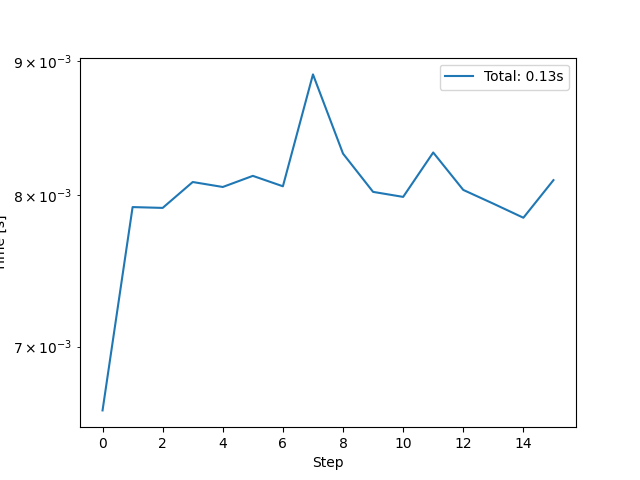 9 × 10⁻³
Total: 0.13s
8 × 10⁻³
[s]
7 × 10⁻³
0 2 4 6 8 10 12 14
Step